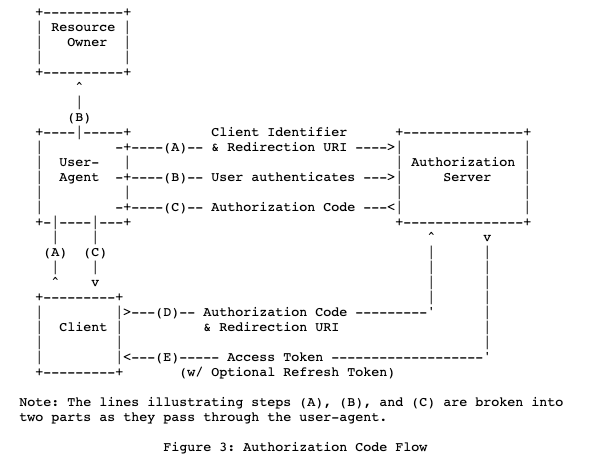 Resource
Owner
(B)
User-
Agent
Client Identifier
(A) & Redirection URI
(B) User authenticates
(C) Authorization Code
Authorization
Server
(A) (C)
Client
(D) Authorization Code
& Redirection URI
(E) Access Token
(w/ Optional Refresh Token)
Note: The lines illustrating steps (A), (B), and (C) are broken into
two parts as they pass through the user-agent.
Figure 3: Authorization Code Flow